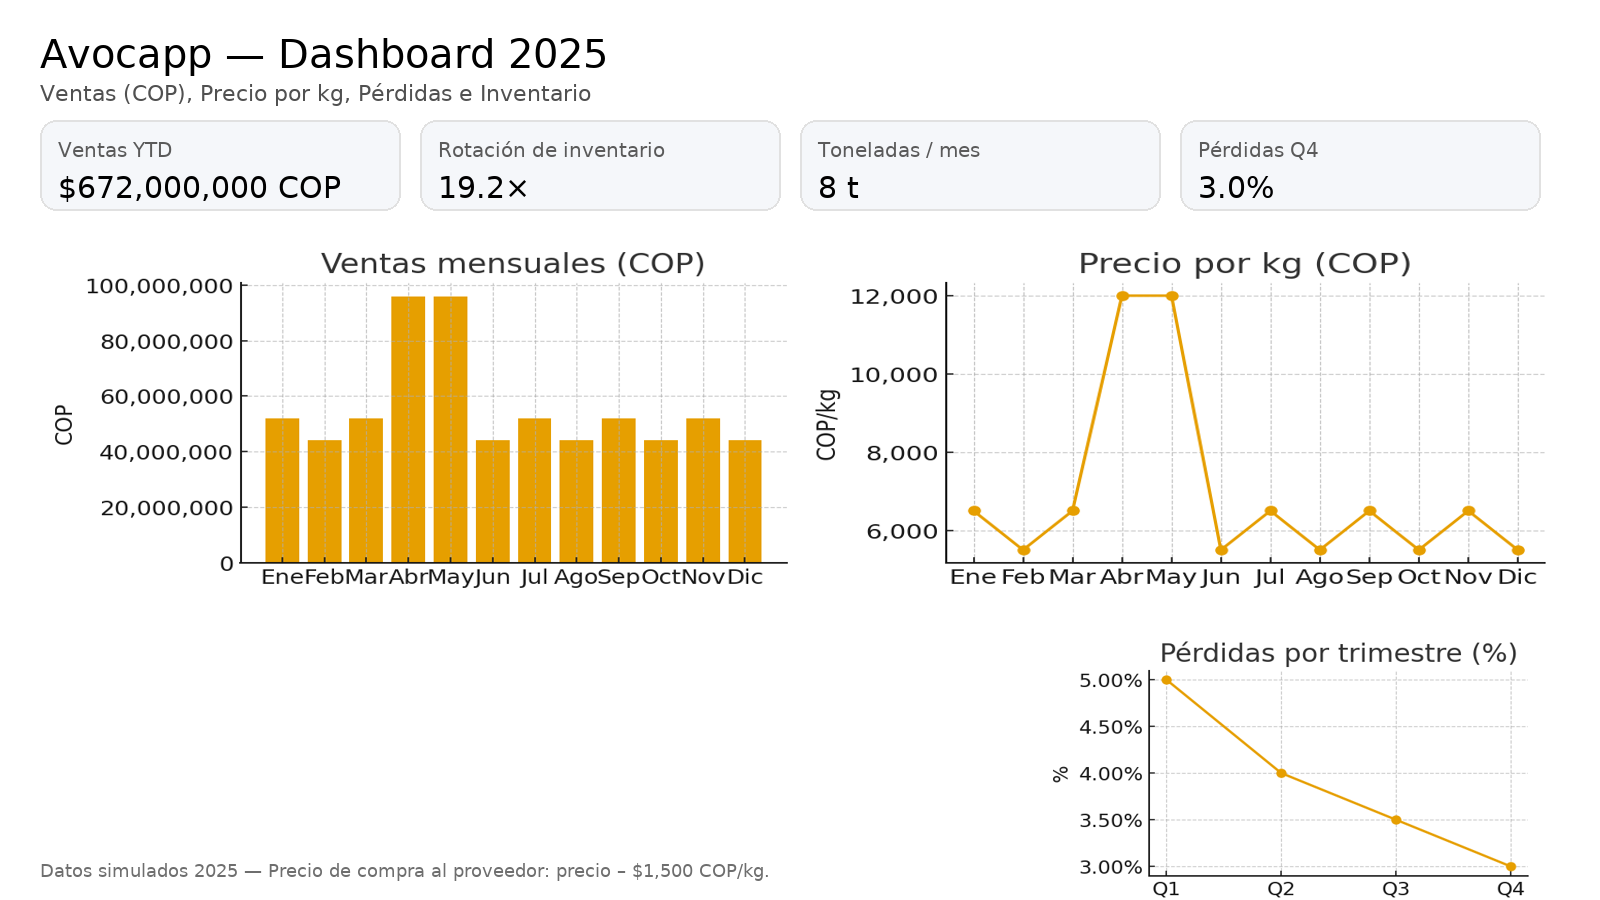 Avocapp — Dashboard 2025
Ventas (COP), Precio por kg, Pérdidas e Inventario
Ventas YTD
$672,000,000 COP
Rotación de inventario
19.2×
Toneladas / mes
8 t
Pérdidas Q4
3.0%
Ventas mensuales (COP)
100,000,000
80,000,000
60,000,000
40,000,000
20,000,000
0
COP
Ene Feb Mar Abr May Jun Jul Ago Sep Oct Nov Dic
Precio por kg (COP)
12,000
10,000
8,000
6,000
COP/kg
Ene Feb Mar Abr May Jun Jul Ago Sep Oct Nov Dic
Pérdidas por trimestre (%)
5.00%
4.50%
4.00%
3.50%
3.00%
%
Q1 Q2 Q3 Q4
Datos simulados 2025 — Precio de compra al proveedor: precio – $1,500 COP/kg.